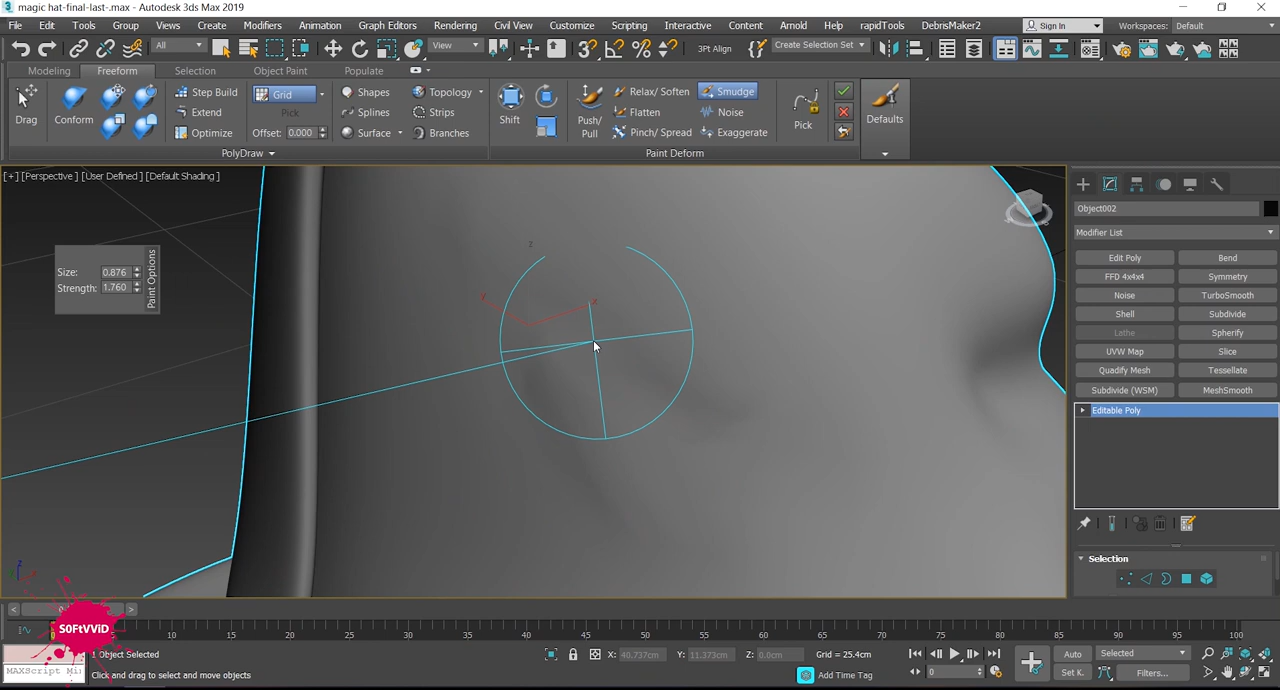 magic hat-final-last-.max - Autodesk 3ds Max 2019
File Edit Tools Group Views Create Modifiers Animation Graph Editors Rendering Civil View Customize Scripting Interactive Content Arnold Help rapidTools DebrisMaker2 Sign In Workspaces: Default
All View 3Pt Align Create Selection Set
Modeling Freeform Selection Object Paint Populate
Drag Conform Step Build Grid Shapes Topology Shift Push/ Relax/ Soften Smudge Pick Defaults
Extend Pick Splines Strips Pull Flatten Noise
Optimize Offset: 0.000 Surface Branches Pinch/ Spread Exaggerate
PolyDraw Paint Deform
[+] [Perspective ] [User Defined ] [Default Shading ]
Object002
Modifier List
Size: 0.876
Strength: 1.760
Paint Options
z
y
x
Edit Poly Bend
FFD 4x4x4 Symmetry
Noise TurboSmooth
Shell Subdivide
Lathe Spherify
UVW Map Slice
Quadify Mesh Tessellate
Subdivide (WSM) MeshSmooth
Editable Poly
Selection
S0FtVViD
10 15 20 25 30 35 40 45 50 55 60 65 70 75 80 85 90 95 100
1 Object Selected X: 40.737cm Y: 11.373cm Z: 0.0cm Grid = 25.4cm Auto Selected
MAXScript Mi Click and drag to select and move objects Add Time Tag 0 Set K. Filters...